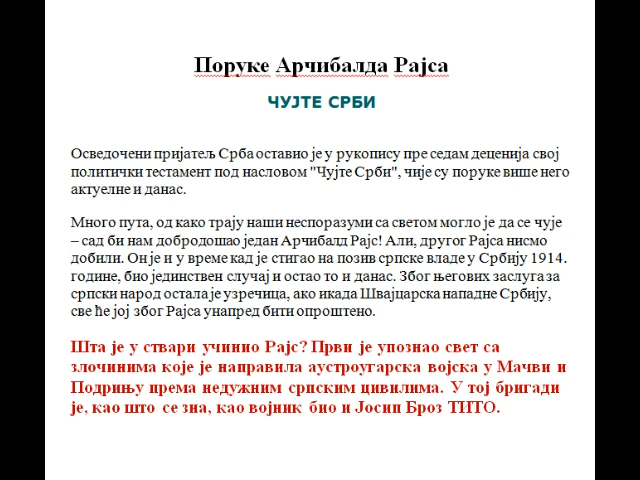 Поруке Арчибалда Рајса
ЧУЈТЕ СРБИ
Осведочени пријатељ Срба оставио је у рукопису пре седам деценија свој
политички тестамент под насловом "Чујте Срби", чије су поруке више него
актуелне и данас.
Много пута, од како трају наши неспоразуми са светом могло је да се чује
– сад би нам добродошао један Арчибалд Рајс! Али, другог Рајса нисмо
добили. Он је и у време кад је стигао на позив српске владе у Србију 1914.
године, био јединствен случај и остао то и данас. Због његових заслуга за
српски народ остала је узречица, ако икада Швајцарска нападне Србију,
све ће јој због Рајса унапред бити опроштено.
Шта је у ствари учинио Рајс? Први је упознао свет са
злочинима које је направила аустроугарска војска у Мачви и
Подрињу према недужним српским цивилима. У тој бригади
је, као што се зна, као војник био и Јосип Броз ТИТО.